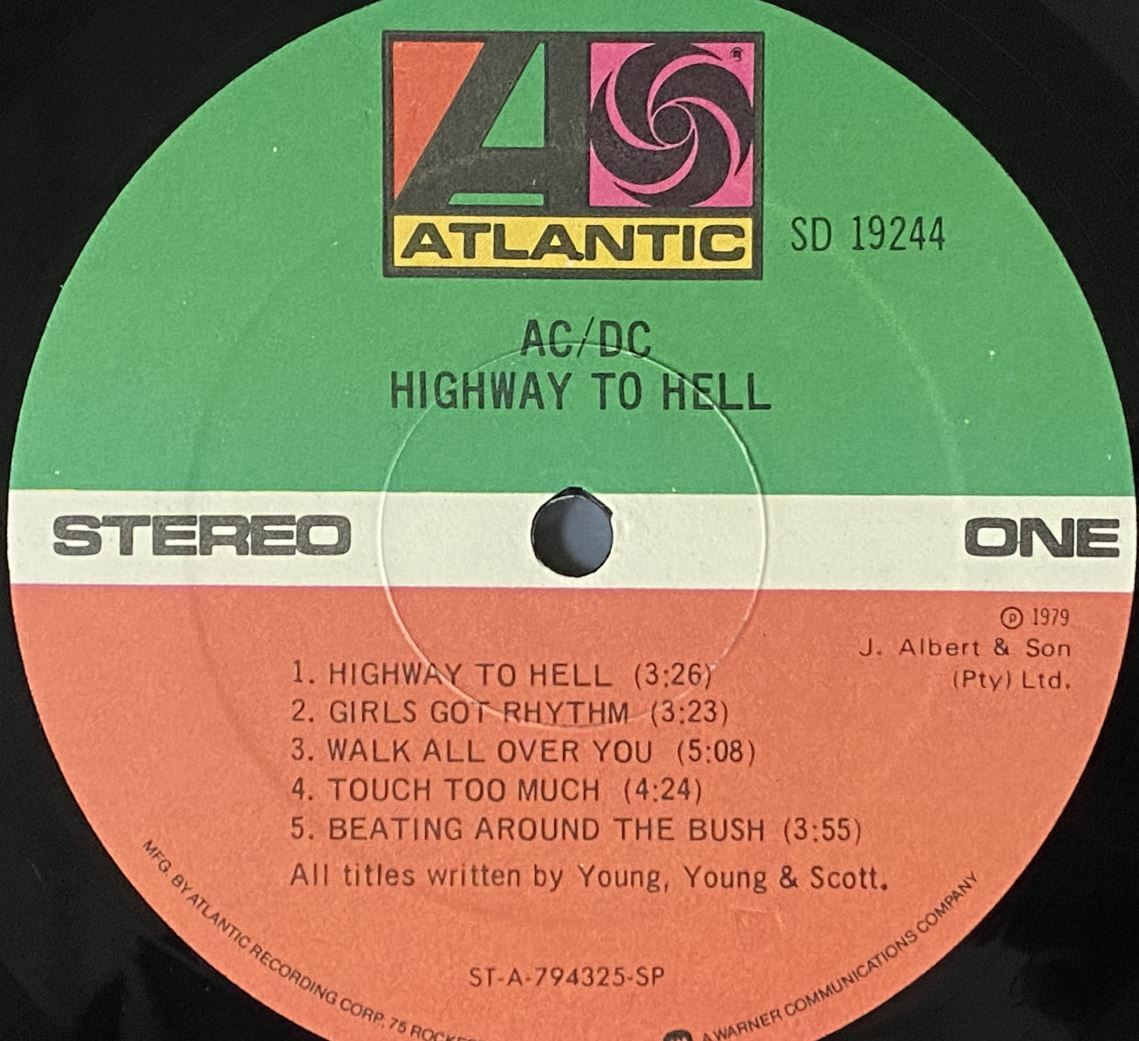 ATLANTIC
SD 19244
AC/DC
HIGHWAY TO HELL
STEREO
ONE
Ⓟ 1979
J. Albert & Son
(Pty) Ltd.
1. HIGHWAY TO HELL (3:26)
2. GIRLS GOT RHYTHM (3:23)
3. WALK ALL OVER YOU (5:08)
4. TOUCH TOO MUCH (4:24)
5. BEATING AROUND THE BUSH (3:55)
All titles written by Young, Young & Scott.
ST-A-794325-SP
MFG. BY ATLANTIC RECORDING CORP. 75
A WARNER COMMUNICATIONS COMPANY